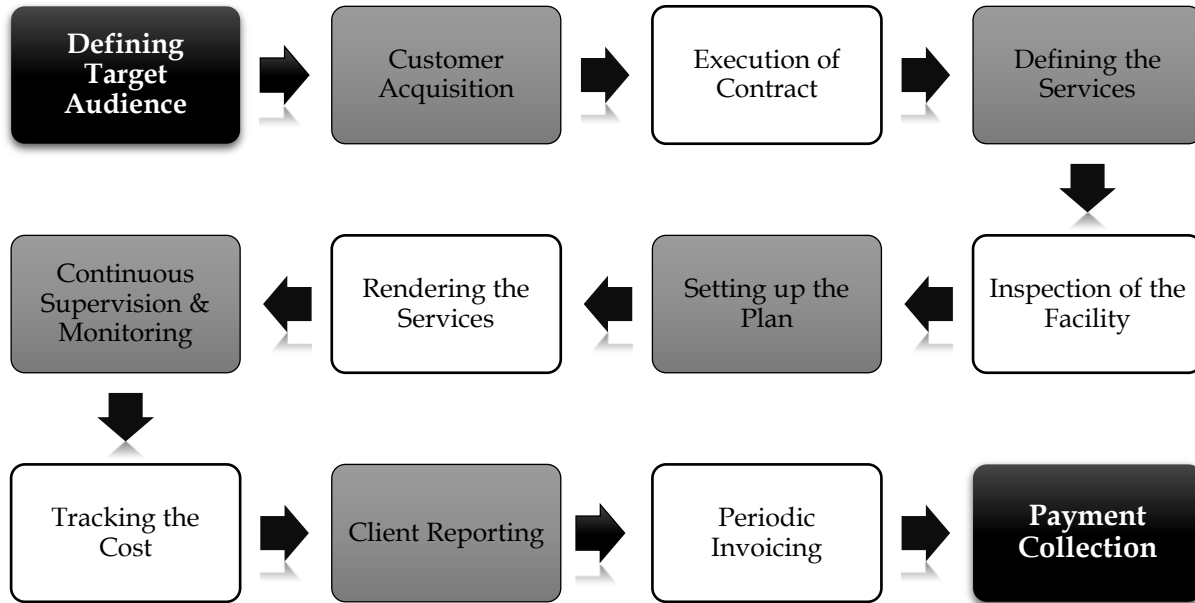 Defining
Target
Audience
Customer
Acquisition
Execution of
Contract
Defining the
Services
Inspection of the
Facility
Setting up the
Plan
Rendering the
Services
Continuous
Supervision &
Monitoring
Tracking the
Cost
Client Reporting
Periodic
Invoicing
Payment
Collection